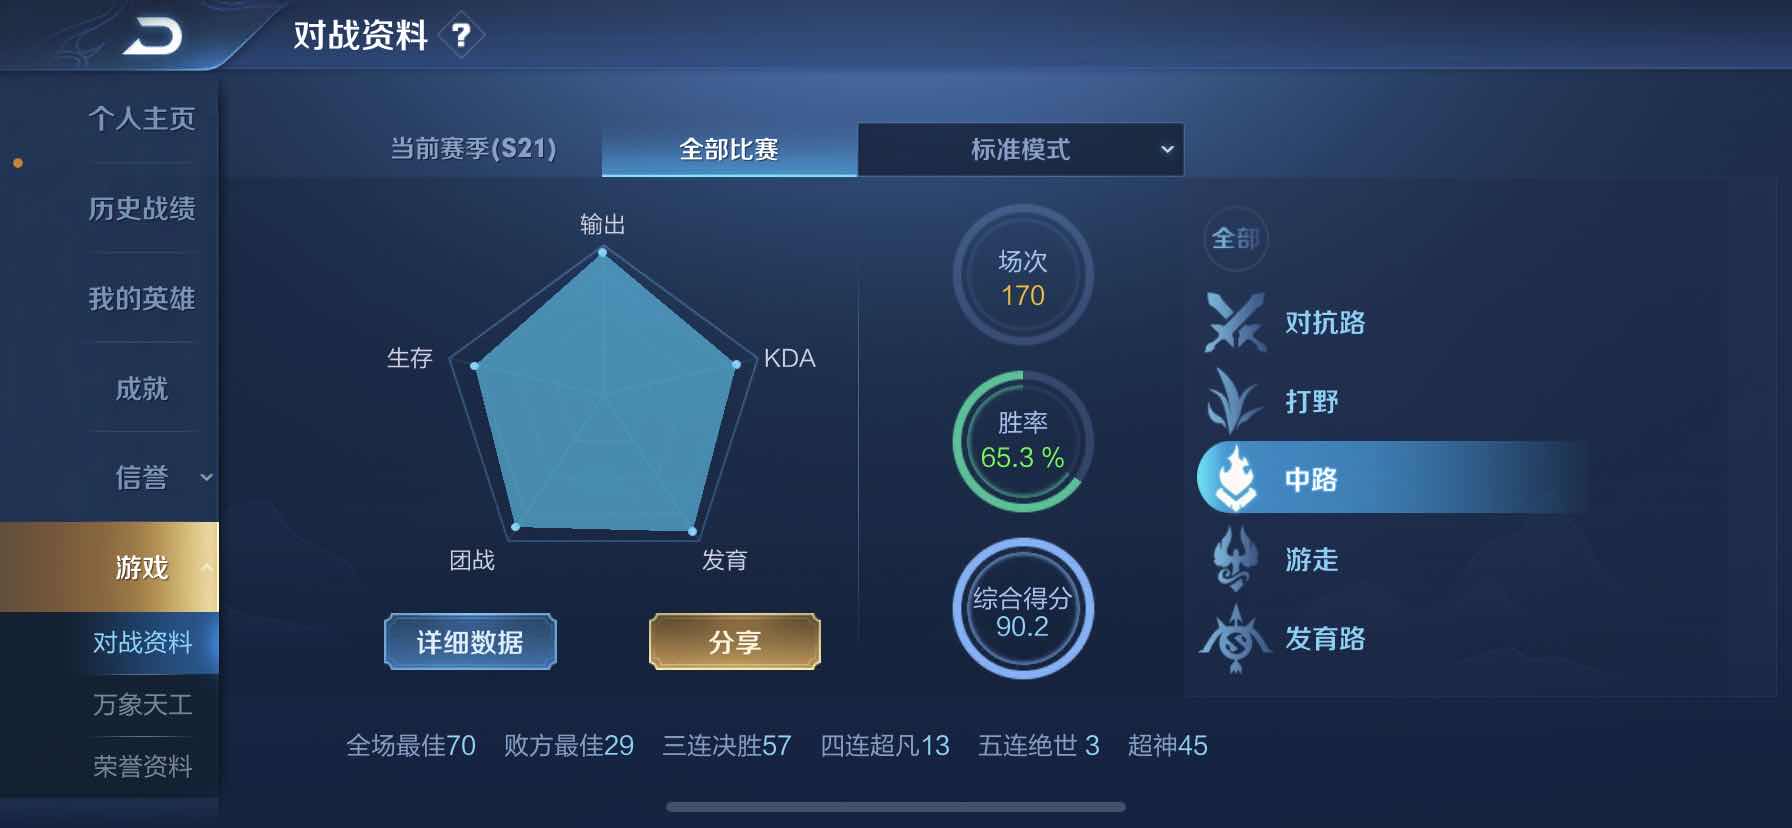 对战资料 ?
个人主页
历史战绩
我的英雄
成就
信誉
游戏
对战资料
万象天工
荣誉资料
当前赛季(S21)
全部比赛
标准模式
输出
KDA
发育
团战
生存
详细数据
分享
场次
170
胜率
65.3 %
综合得分
90.2
全部
对抗路
打野
中路
游走
发育路
全场最佳70 败方最佳29 三连决胜57 四连超凡13 五连绝世 3 超神45